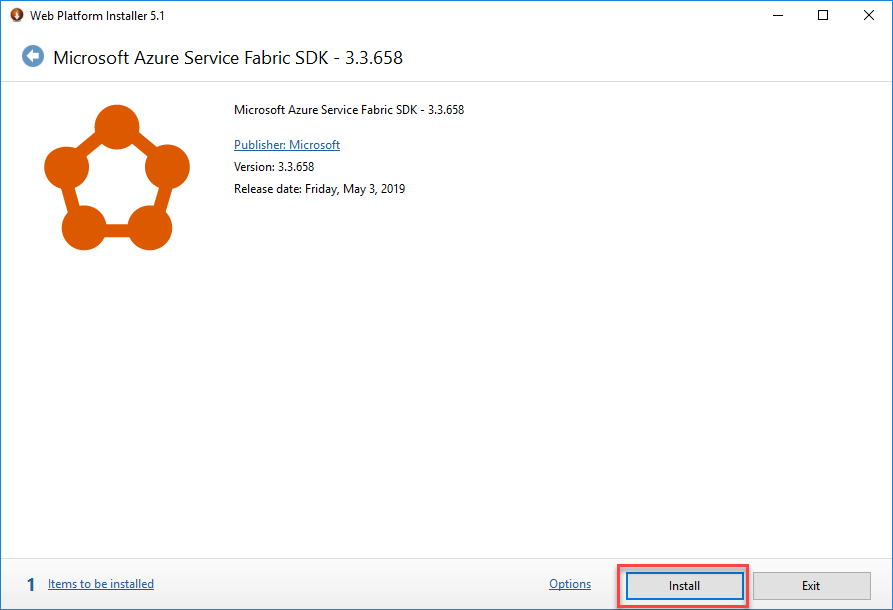 Web Platform Installer 5.1
Microsoft Azure Service Fabric SDK - 3.3.658
Microsoft Azure Service Fabric SDK - 3.3.658
Publisher: Microsoft
Version: 3.3.658
Release date: Friday, May 3, 2019
1 Items to be installed Options Install Exit